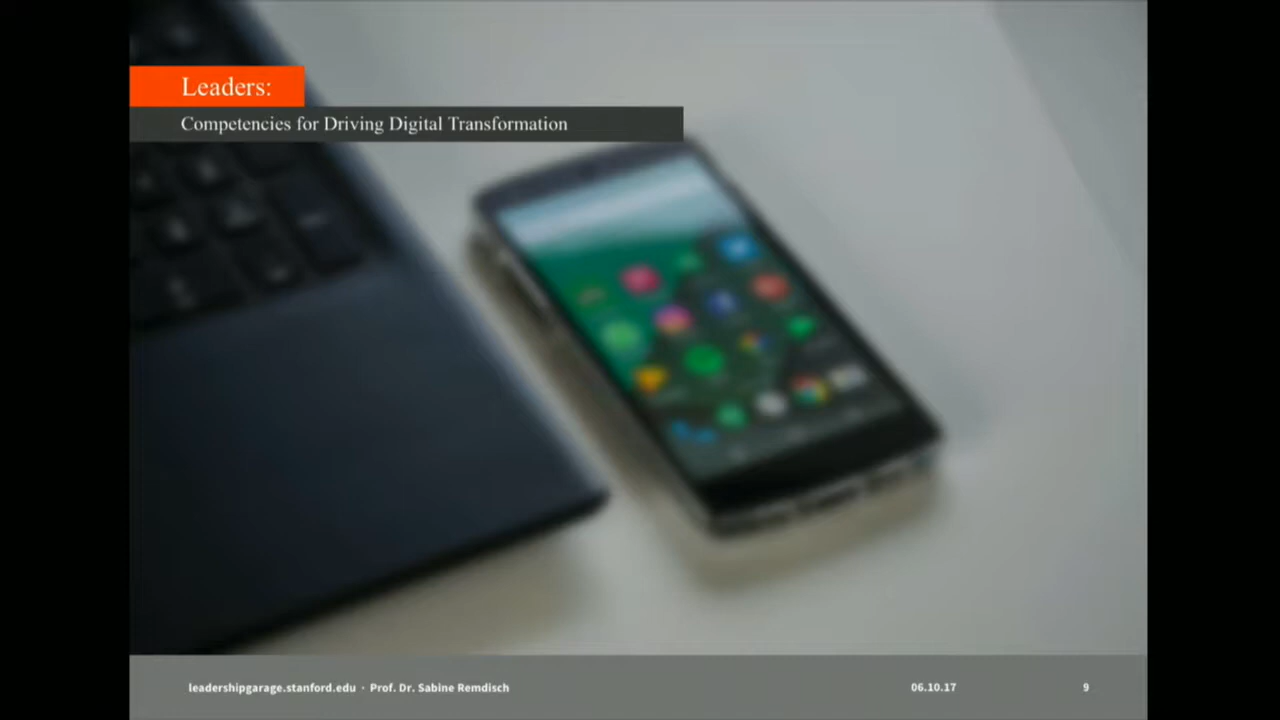 Leaders:
Competencies for Driving Digital Transformation
leadershipgarage.stanford.edu · Prof. Dr. Sabine Remdisch
06.10.17
9